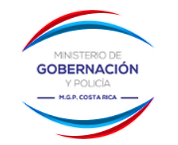 MINISTERIO DE
GOBERNACIÓN
Y POLICÍA
M.G.P. COSTA RICA